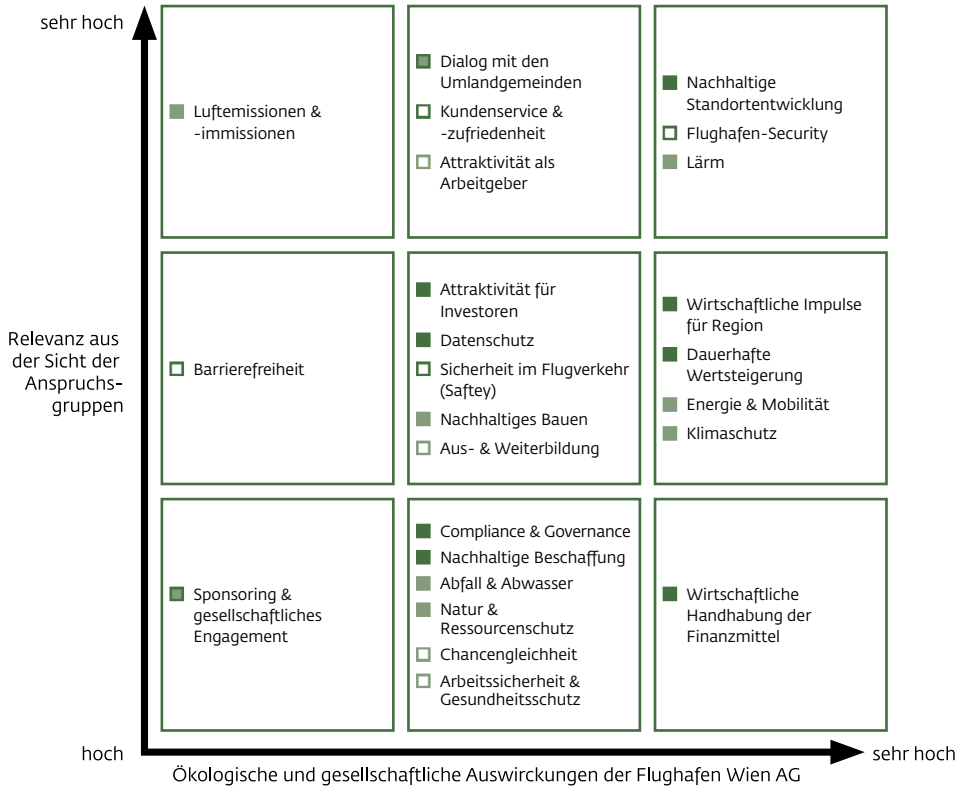 sehr hoch
Luftemissionen &
-immissionen
Dialog mit den
Umlandgemeinden
Kundenservice &
-zufriedenheit
Attraktivität als
Arbeitgeber
Nachhaltige
Standortentwicklung
Flughafen-Security
Lärm
Relevanz aus
der Sicht der
Anspruchs-
gruppen
Barrierefreiheit
Attraktivität für
Investoren
Datenschutz
Sicherheit im Flugverkehr
(Saftey)
Nachhaltiges Bauen
Aus- & Weiterbildung
Wirtschaftliche Impulse
für Region
Dauerhafte
Wertsteigerung
Energie & Mobilität
Klimaschutz
Sponsoring &
gesellschaftliches
Engagement
Compliance & Governance
Nachhaltige Beschaffung
Abfall & Abwasser
Natur &
Ressourcenschutz
Chancengleichheit
Arbeitssicherheit &
Gesundheitsschutz
Wirtschaftliche
Handhabung der
Finanzmittel
hoch
sehr hoch
Ökologische und gesellschaftliche Auswirckungen der Flughafen Wien AG